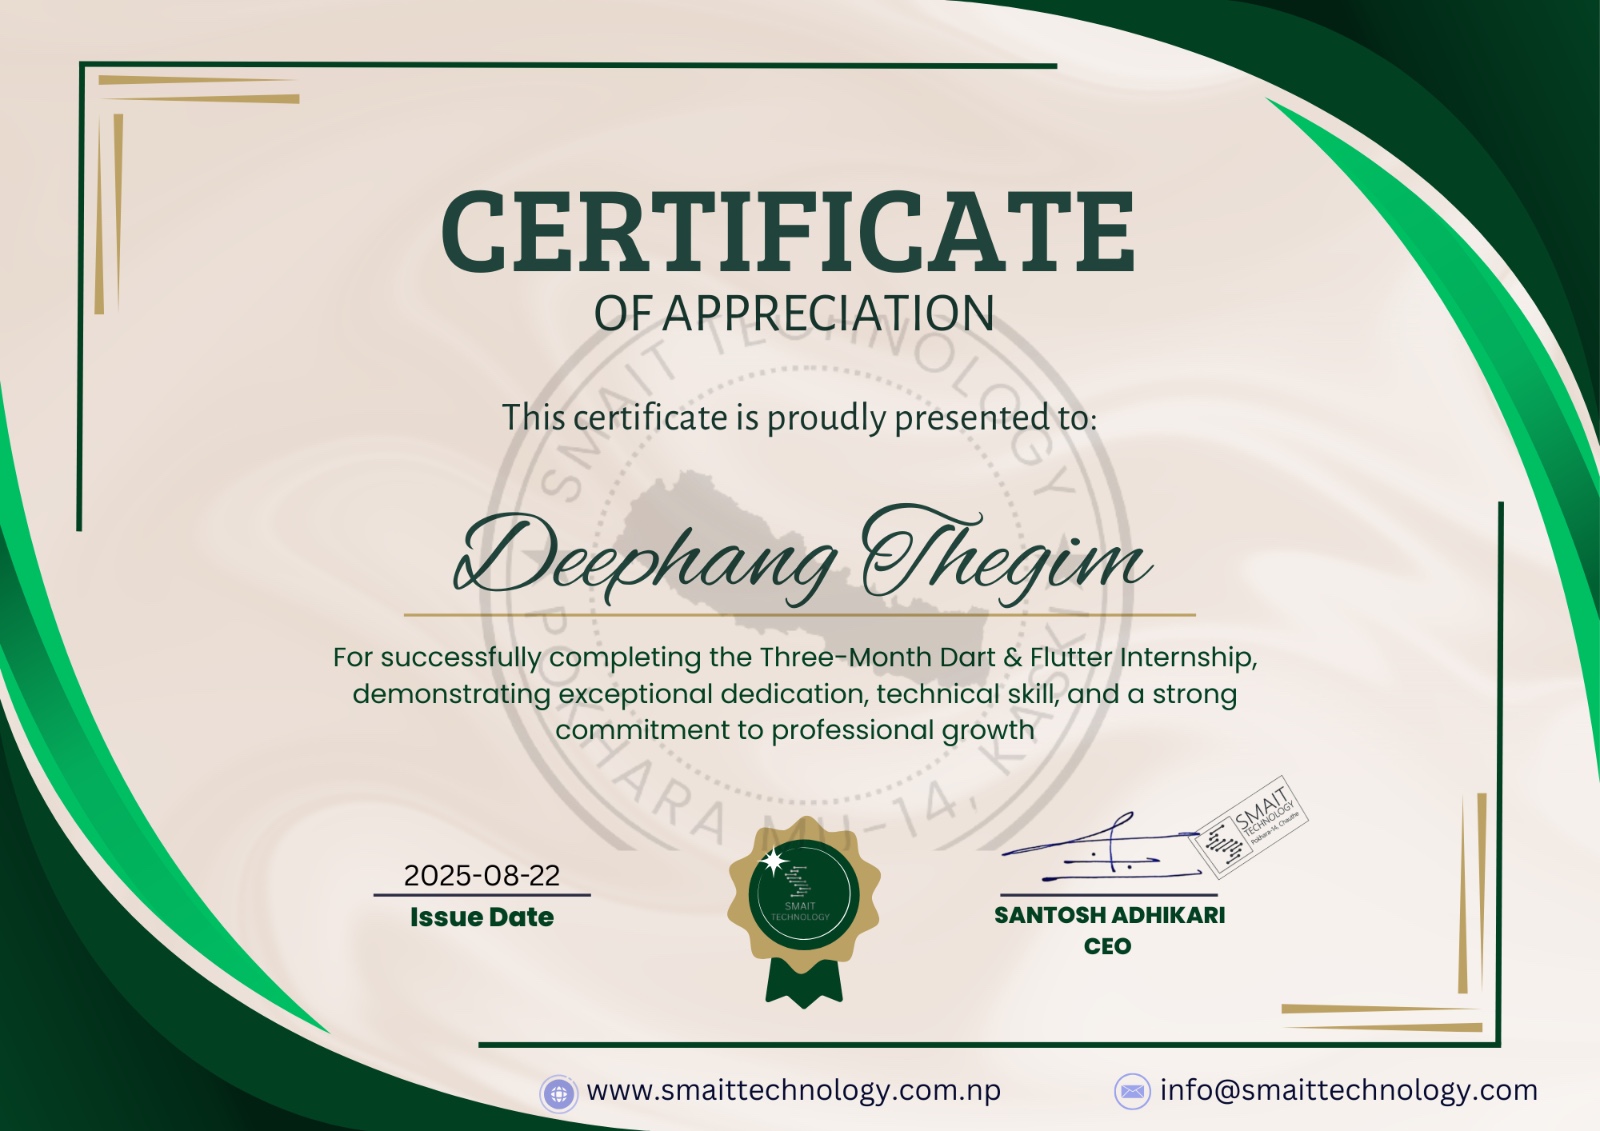 CERTIFICATE
OF APPRECIATION
SMAIT TECHNOLOGY
This certificate is proudly presented to:
Deephang Thegim
For successfully completing the Three-Month Dart & Flutter Internship,
demonstrating exceptional dedication, technical skill, and a strong
commitment to professional growth
POKHARA MU-14, KASKI
2025-08-22
Issue Date
SMAIT
TECHNOLOGY
SMAIT
TECHNOLOGY
Pokhara-14, Chauthe
SANTOSH ADHIKARI
CEO
www.smaittechnology.com.np
info@smaittechnology.com